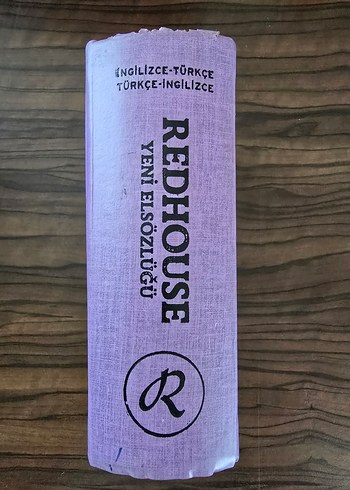 İNGİLİZCE-TÜRKÇE
TÜRKÇE-İNGİLİZCE
REDHOUSE
YENİ ELSÖZLÜĞÜ
R